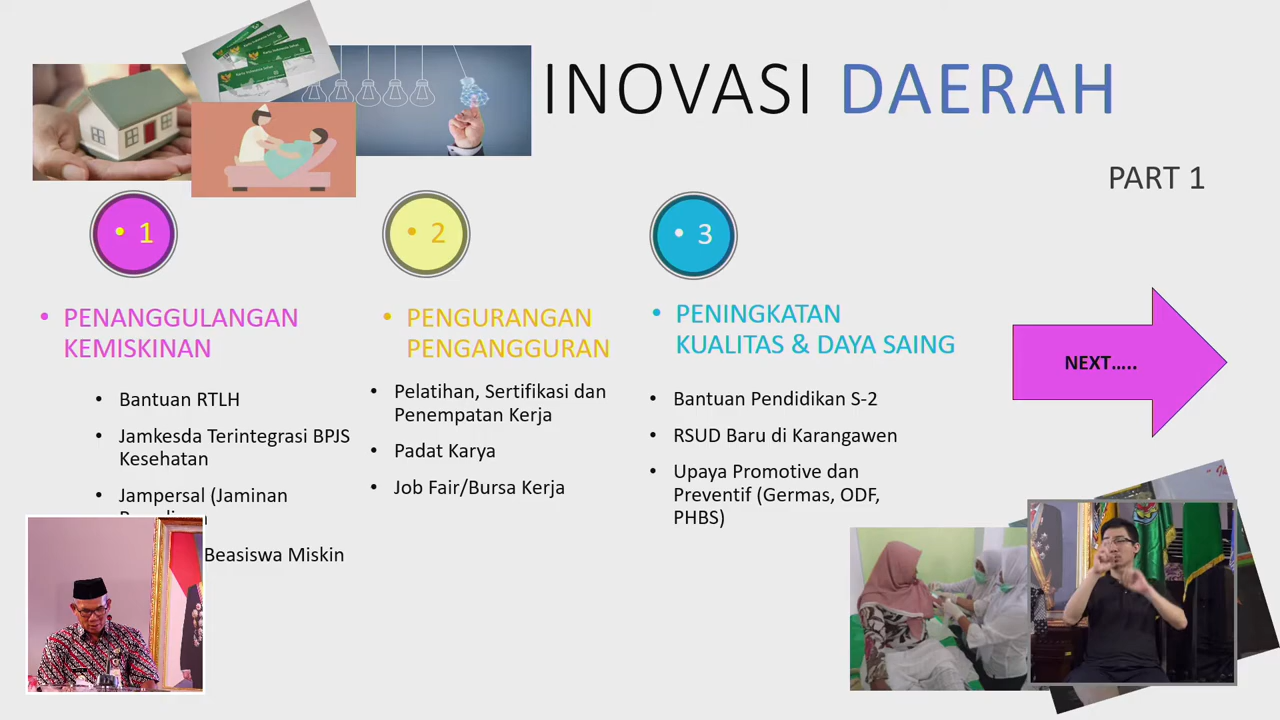 INOVASI DAERAH
PART 1
• 1
• PENANGGULANGAN
KEMISKINAN
• Bantuan RTLH
• Jamkesda Terintegrasi BPJS
Kesehatan
• Jampersal (Jaminan
Beasiswa Miskin
• 2
• PENGURANGAN
PENGANGGURAN
• Pelatihan, Sertifikasi dan
Penempatan Kerja
• Padat Karya
• Job Fair/Bursa Kerja
• 3
• PENINGKATAN
KUALITAS & DAYA SAING
• Bantuan Pendidikan S-2
• RSUD Baru di Karangawen
• Upaya Promotive dan
Preventif (Germas, ODF,
PHBS)
NEXT.....